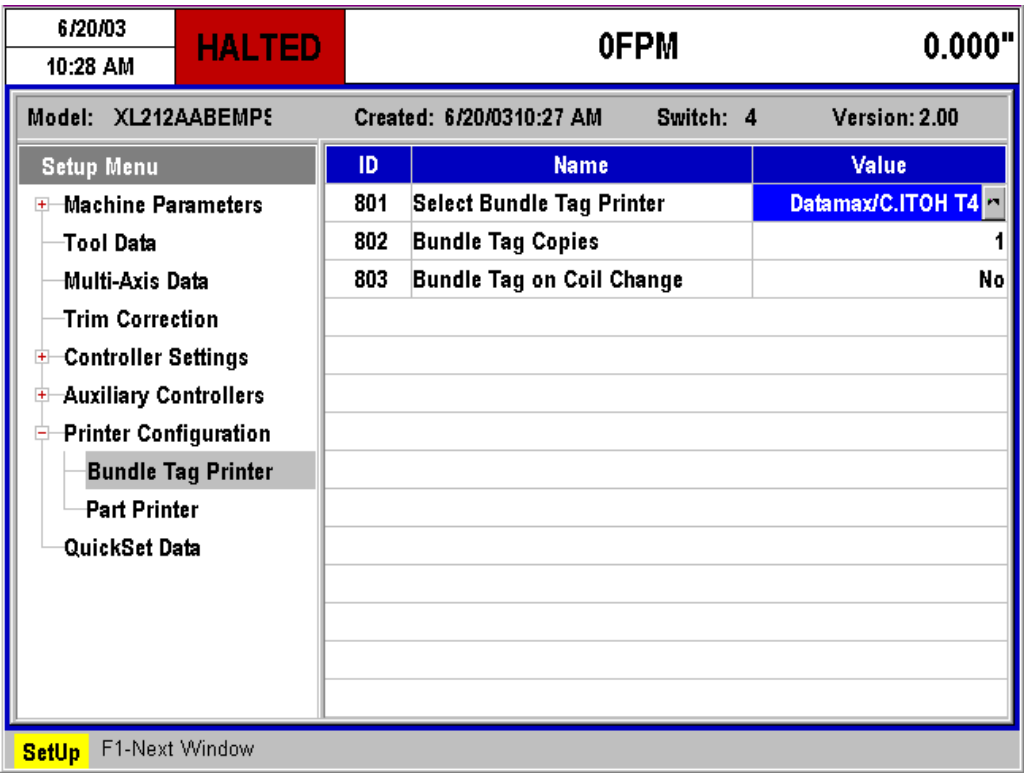 6/20/03
10:28 AM
HALTED
0FPM
0.000"
Model: XL212AABEMPS Created: 6/20/0310:27 AM Switch: 4 Version: 2.00
Setup Menu
Machine Parameters
Tool Data
Multi-Axis Data
Trim Correction
Controller Settings
Auxiliary Controllers
Printer Configuration
Bundle Tag Printer
Part Printer
QuickSet Data
ID Name Value
801 Select Bundle Tag Printer Datamax/C.ITOH T4
802 Bundle Tag Copies 1
803 Bundle Tag on Coil Change No
SetUp F1-Next Window